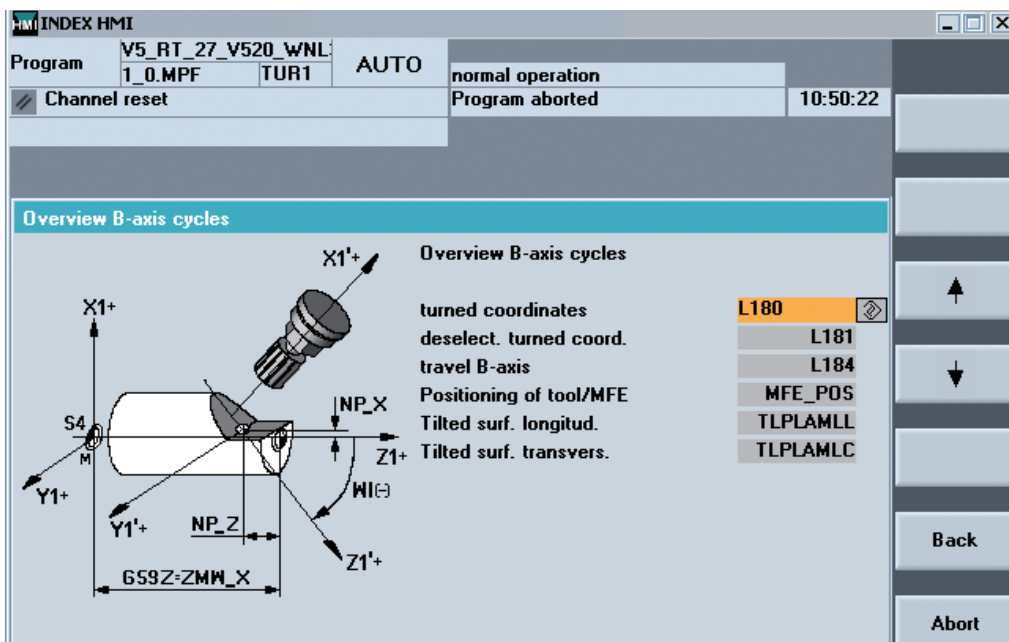 HMI INDEX HMI
Program
V5_RT_27_V520_WNL
1_0.MPF TUR1
AUTO
normal operation
Channel reset
Program aborted 10:50:22
Overview B-axis cycles
Overview B-axis cycles
turned coordinates L180
deselect. turned coord. L181
travel B-axis L184
Positioning of tool/MFE MFE_POS
Tilted surf. longitud. TLPLAMLL
Tilted surf. transvers. TLPLAMLC
X1'+
X1+
NP_X
S4
M
Z1+
Y1+
WI(-)
Y1'+
NP_Z
Z1'+
G59Z=ZMW_X
Back
Abort